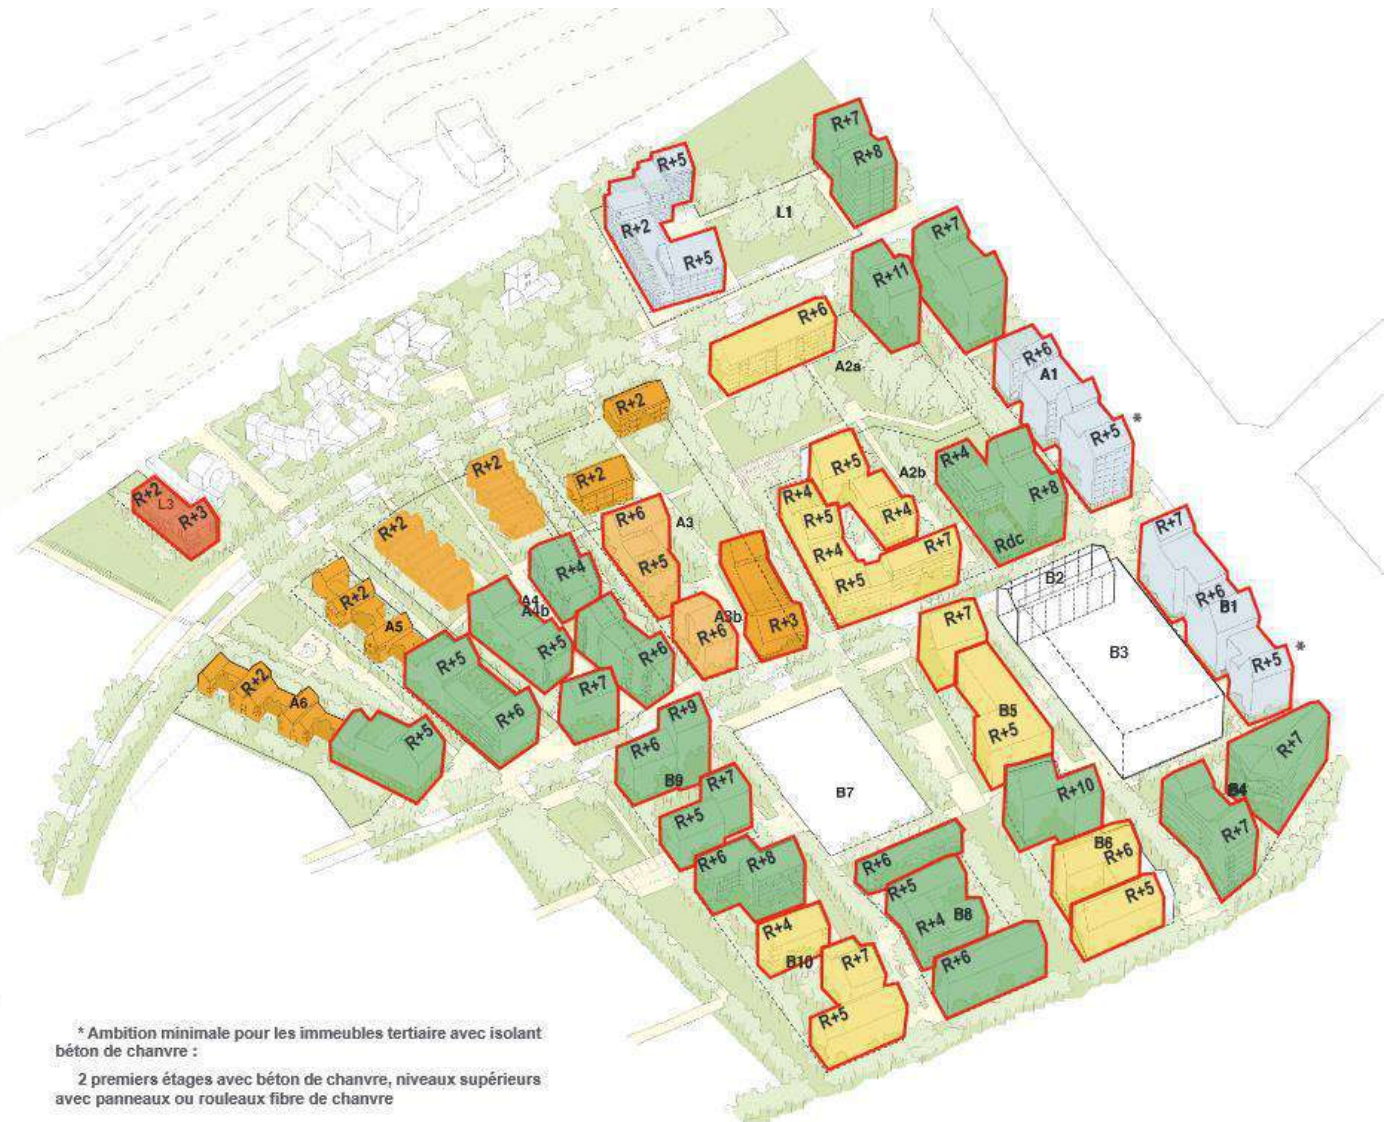 R+7
R+8
R+5
R+2
R+5
L1
R+7
R+11
R+6
A2a
R+6
A1
R+5
*
R+2
R+2
R+2
R+2
L3
R+3
R+2
R+2
A5
R+2
A6
R+5
R+4
A4
A4b
R+5
R+5
R+6
R+6
R+7
R+6
A3
R+5
R+6
A3b
R+3
R+5
A2b
R+4
R+5
R+4
R+4
R+5
R+7
R+4
R+8
Rdc
B2
B3
R+7
R+6
B1
R+5
*
R+7
B5
R+5
R+9
R+6
B9
R+7
R+5
R+6
R+8
B7
R+10
R+7
B4
R+7
B6
R+6
R+5
R+6
R+5
R+4
B8
R+6
R+4
B10
R+7
R+5
* Ambition minimale pour les immeubles tertiaire avec isolant
béton de chanvre :
2 premiers étages avec béton de chanvre, niveaux supérieurs
avec panneaux ou rouleaux fibre de chanvre